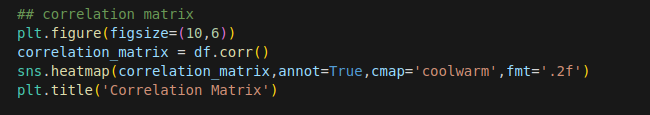 ## correlation matrix
plt.figure(figsize=(10,6))
correlation_matrix = df.corr()
sns.heatmap(correlation_matrix,annot=True,cmap='coolwarm',fmt='.2f')
plt.title('Correlation Matrix')